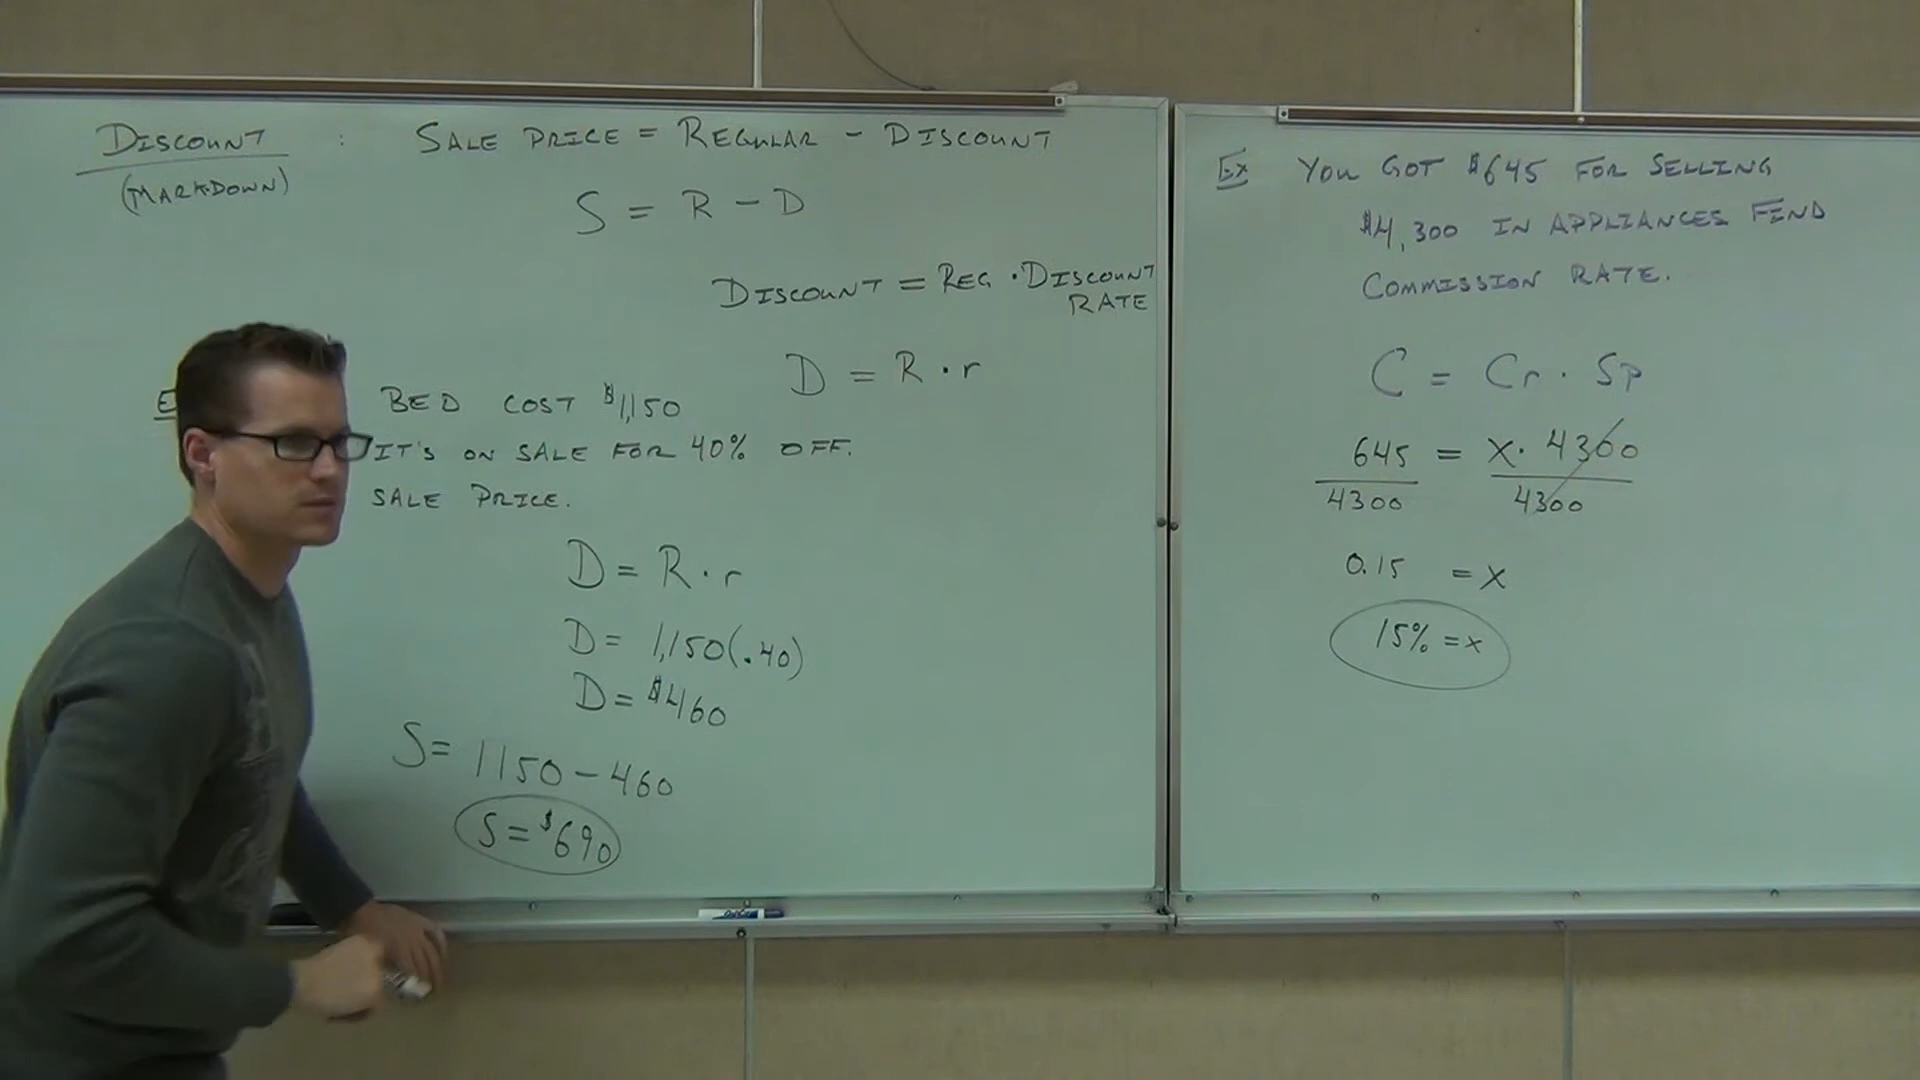 DISCOUNT : SALE PRICE = REGULAR - DISCOUNT
(MARKDOWN)
S = R - D
DISCOUNT = REG · DISCOUNT
RATE
D = R · r
BED COST $1,150
IT'S ON SALE FOR 40% OFF.
SALE PRICE.
D = R · r
D = 1,150(.40)
D = $460
S = 1150 - 460
S = $690
Ex YOU GOT $645 FOR SELLING
$4,300 IN APPLIANCES FIND
COMMISSION RATE.
C = Cr · Sp
645 = x · 4300
4300 4300
0.15 = x
15% = x